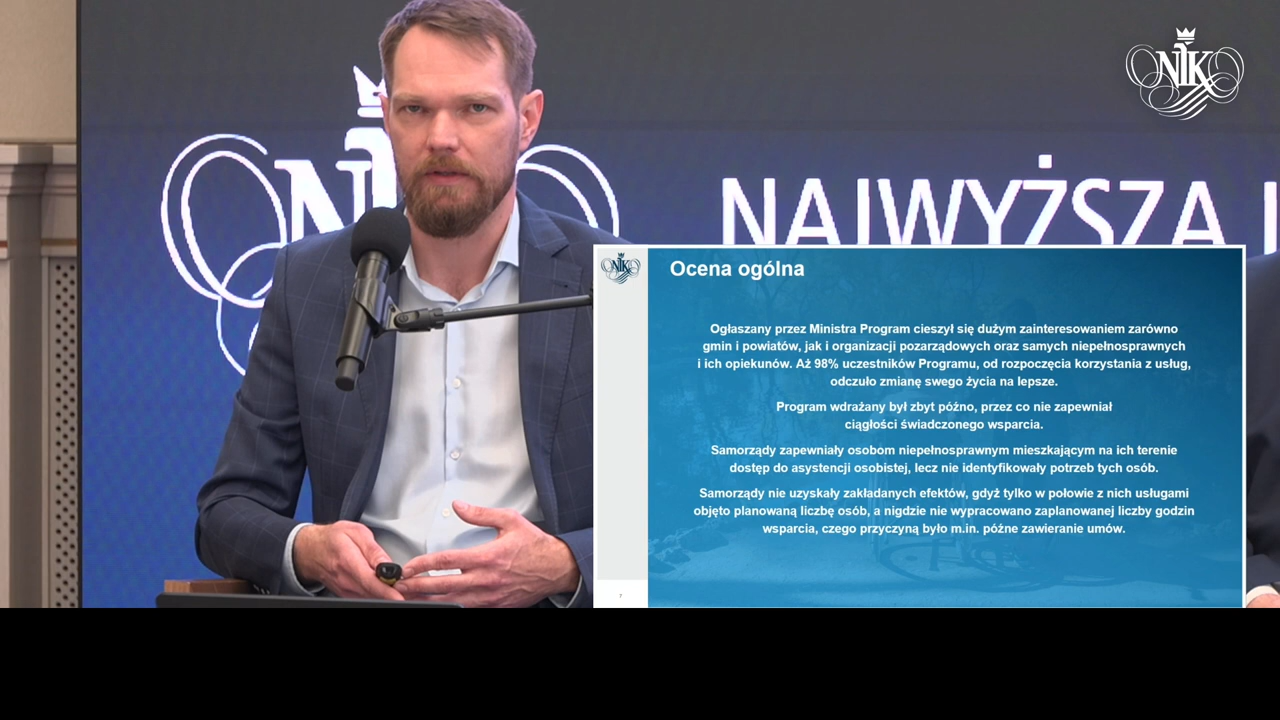 NIK
NIK
NAJWYŻSZA I
NIK
Ocena ogólna
Ogłaszany przez Ministra Program cieszył się dużym zainteresowaniem zarówno
gmin i powiatów, jak i organizacji pozarządowych oraz samych niepełnosprawnych
i ich opiekunów. Aż 98% uczestników Programu, od rozpoczęcia korzystania z usług,
odczuło zmianę swego życia na lepsze.
Program wdrażany był zbyt późno, przez co nie zapewniał
ciągłości świadczonego wsparcia.
Samorządy zapewniały osobom niepełnosprawnym mieszkającym na ich terenie
dostęp do asystencji osobistej, lecz nie identyfikowały potrzeb tych osób.
Samorządy nie uzyskały zakładanych efektów, gdyż tylko w połowie z nich usługami
objęto planowaną liczbę osób, a nigdzie nie wypracowano zaplanowanej liczby godzin
wsparcia, czego przyczyną było m.in. późne zawieranie umów.
7